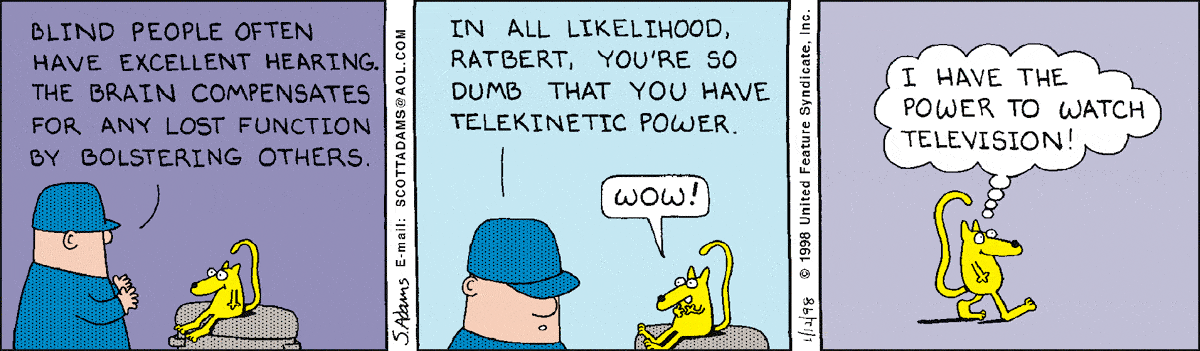 BLIND PEOPLE OFTEN
HAVE EXCELLENT HEARING.
THE BRAIN COMPENSATES
FOR ANY LOST FUNCTION
BY BOLSTERING OTHERS.
S.Adams E-mail: SCOTTADAMS@AOL.COM
IN ALL LIKELIHOOD,
RATBERT, YOU'RE SO
DUMB THAT YOU HAVE
TELEKINETIC POWER.
WOW!
1/12/98 © 1998 United Feature Syndicate, Inc.
I HAVE THE
POWER TO WATCH
TELEVISION!